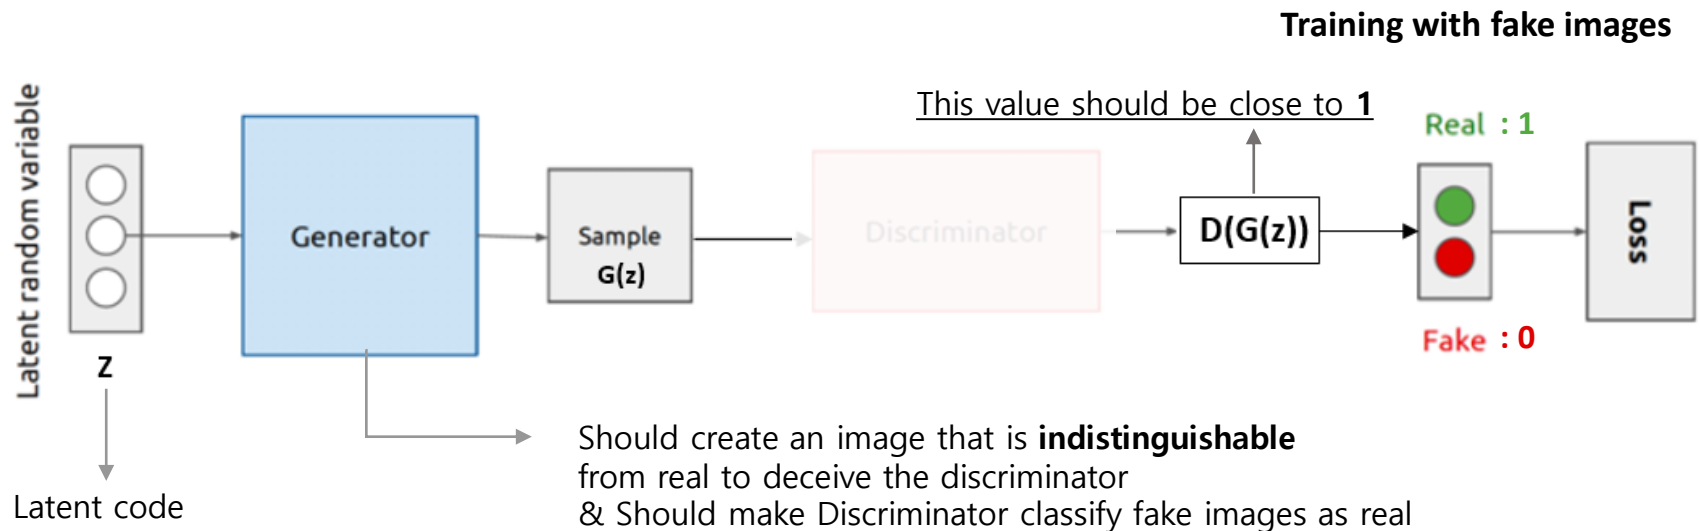 Training with fake images
This value should be close to 1
Real : 1
Latent random variable
Generator
Sample
G(z)
Discriminator
D(G(z))
Loss
Fake : 0
z
Should create an image that is indistinguishable
from real to deceive the discriminator
& Should make Discriminator classify fake images as real
Latent code